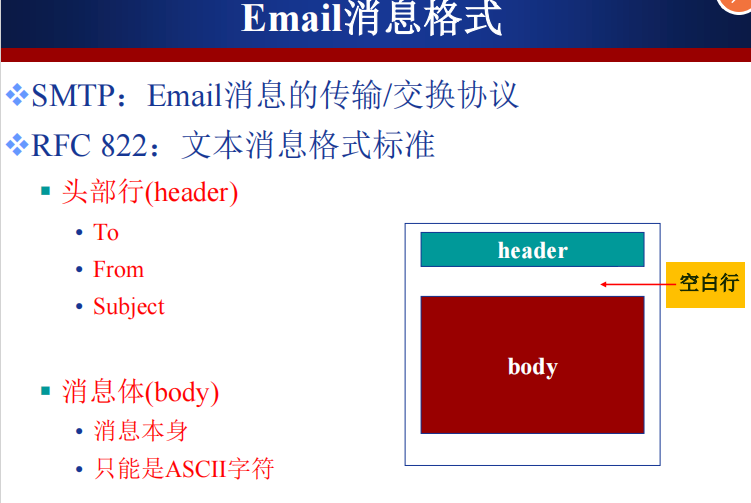 Email消息格式
SMTP：Email消息的传输/交换协议
RFC 822：文本消息格式标准
头部行(header)
To
From
Subject
消息体(body)
消息本身
只能是ASCII字符
header
空白行
body